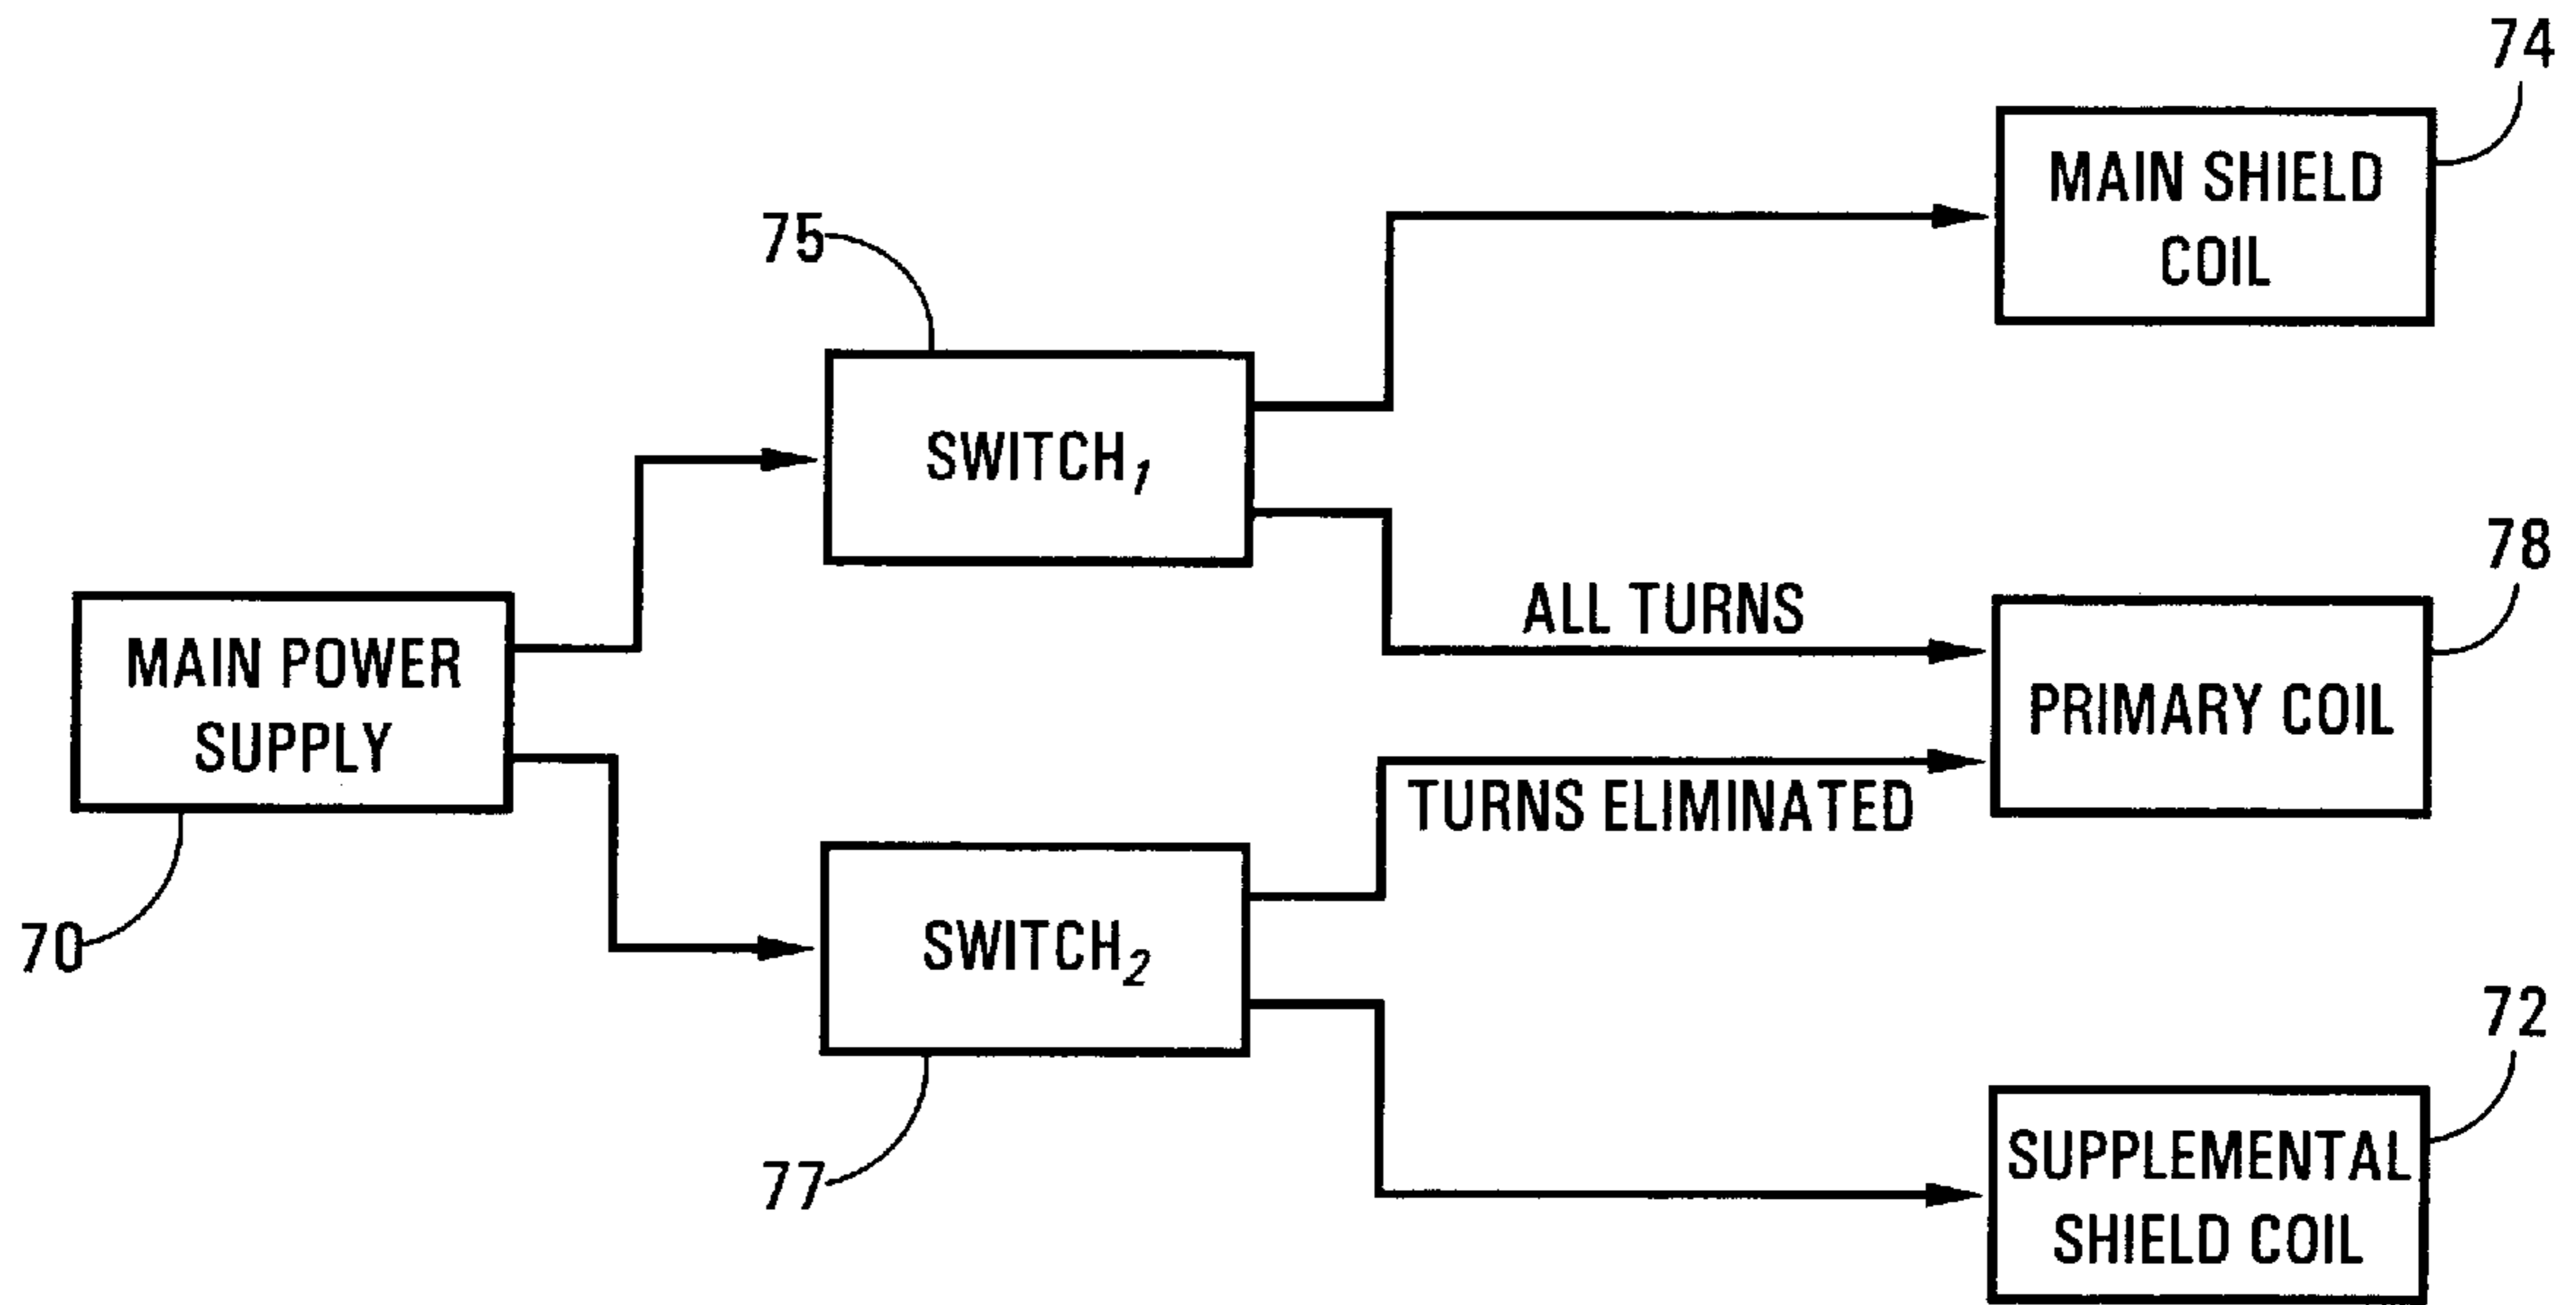 74
MAIN SHIELD
COIL
75
SWITCH₁
78
ALL TURNS
MAIN POWER
SUPPLY
PRIMARY COIL
TURNS ELIMINATED
70
SWITCH₂
72
77
SUPPLEMENTAL
SHIELD COIL